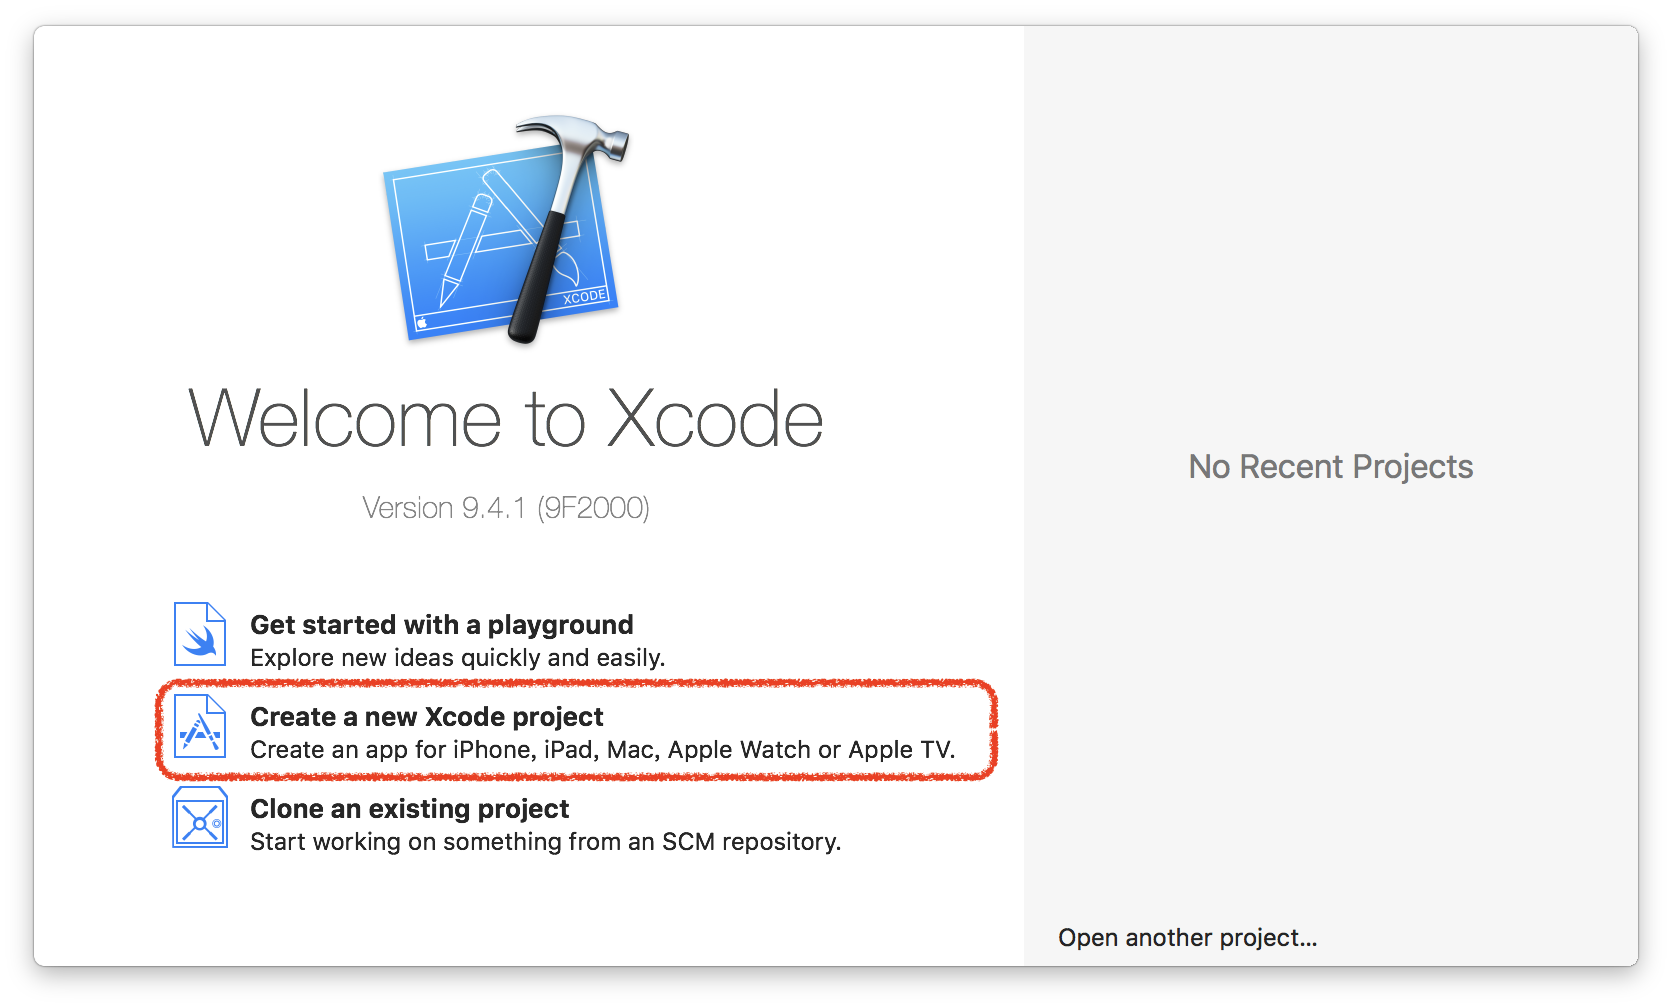 XCODE
Welcome to Xcode
Version 9.4.1 (9F2000)
Get started with a playground
Explore new ideas quickly and easily.
Create a new Xcode project
Create an app for iPhone, iPad, Mac, Apple Watch or Apple TV.
Clone an existing project
Start working on something from an SCM repository.
No Recent Projects
Open another project...